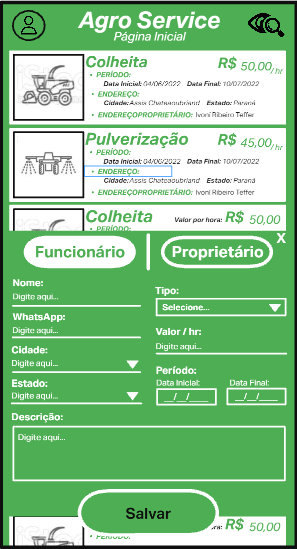 Agro Service
Página Inicial
Colheita R$ 50,00/hr
• PERÍODO:
Data Inicial: 04/06/2022 Data Final: 10/07/2022
• ENDEREÇO:
Cidade: Assis Chateaubriand Estado: Paraná
• ENDEREÇOPROPRIETÁRIO: Ivoni Ribeiro Teffer
Pulverização R$ 45,00/hr
• PERÍODO:
Data Inicial: 04/06/2022 Data Final: 10/07/2022
• ENDEREÇO:
Cidade: Assis Chateaubriand Estado: Paraná
• ENDEREÇOPROPRIETÁRIO: Ivoni Ribeiro Teffer
Colheita Valor por hora: R$ 50,00
• PERÍODO:
X
Funcionário Proprietário
Nome:
Digite aqui...
Tipo:
Selecione...
WhatsApp:
Digite aqui...
Valor / hr:
Digite aqui...
Cidade:
Digite aqui...
Período:
Data Inicial: Data Final:
__/__/____ __/__/____
Estado:
Digite aqui...
Descrição:
Digite aqui...
Salvar
R$ 50,00
• PERÍODO: